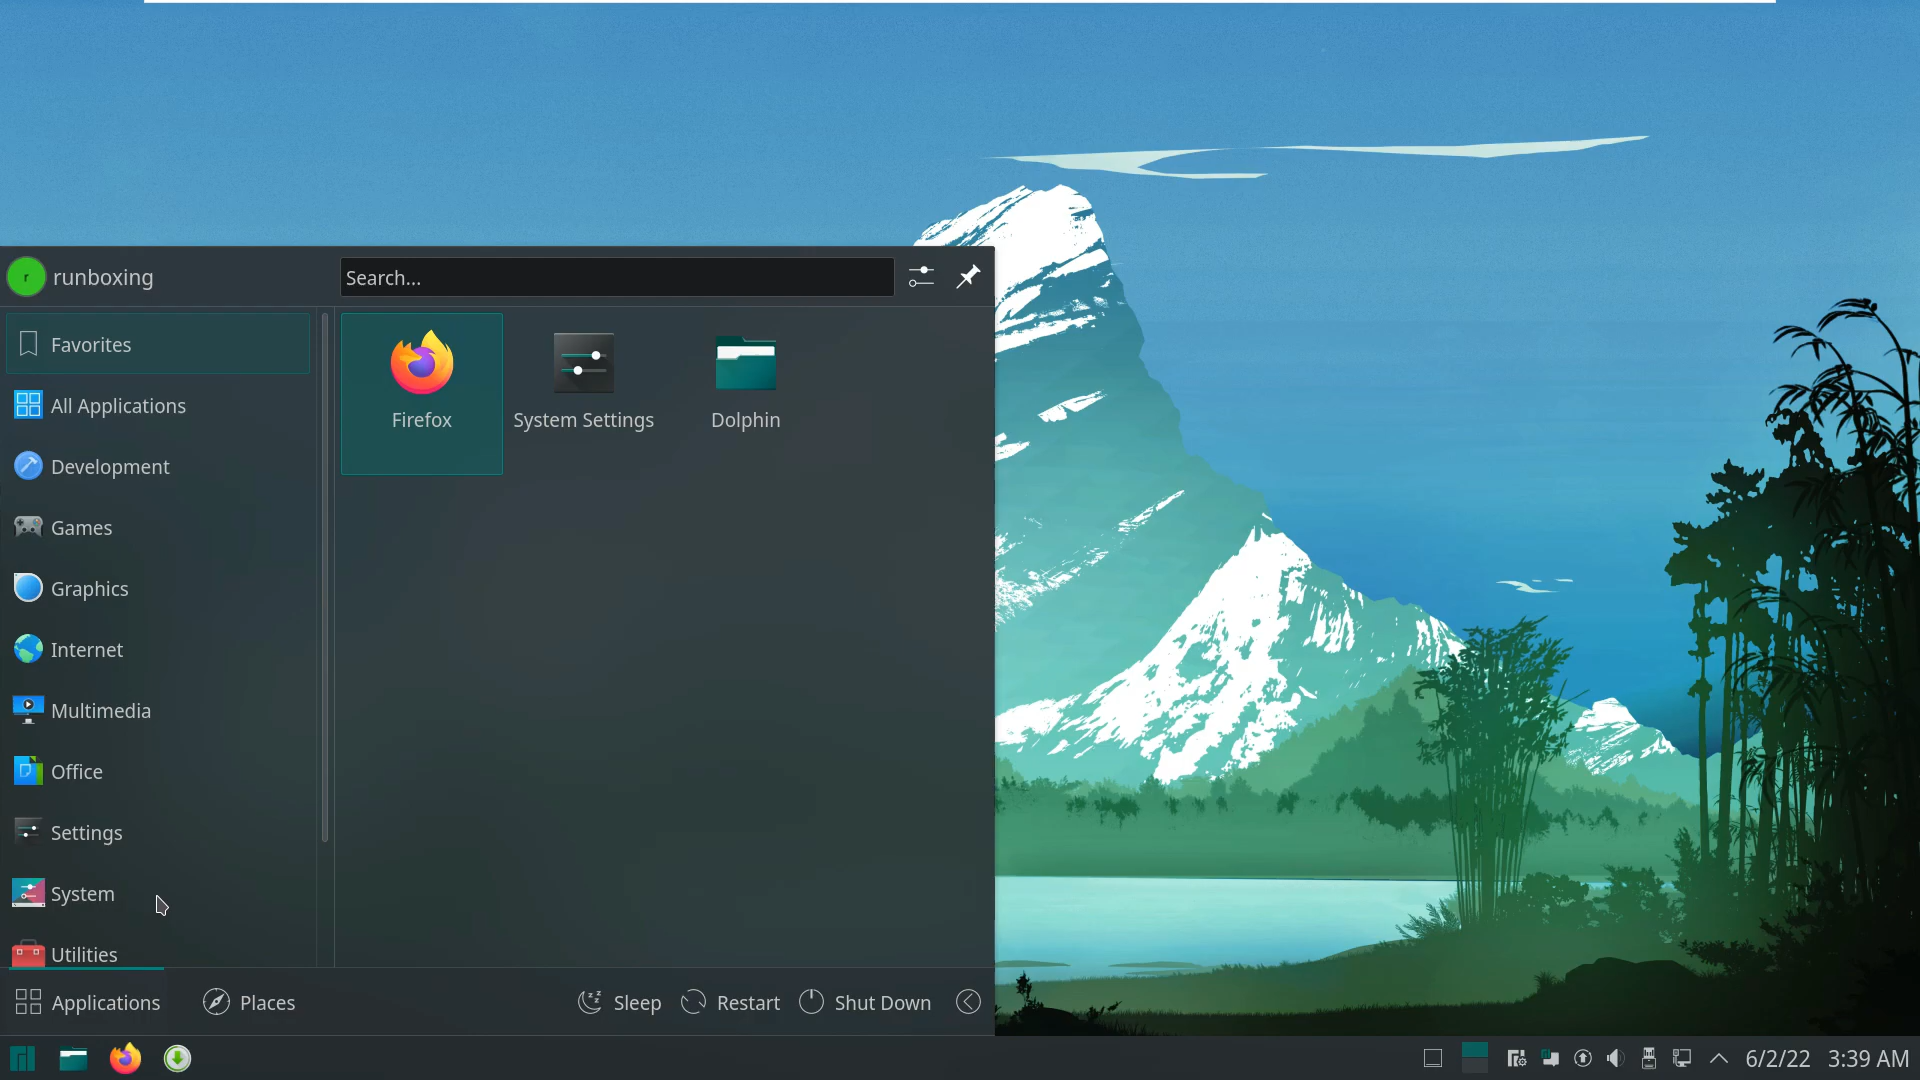 runboxing
Search...
Favorites
All Applications
Development
Games
Graphics
Internet
Multimedia
Office
Settings
System
Utilities
Firefox
System Settings
Dolphin
Applications
Places
Sleep
Restart
Shut Down
6/2/22 3:39 AM